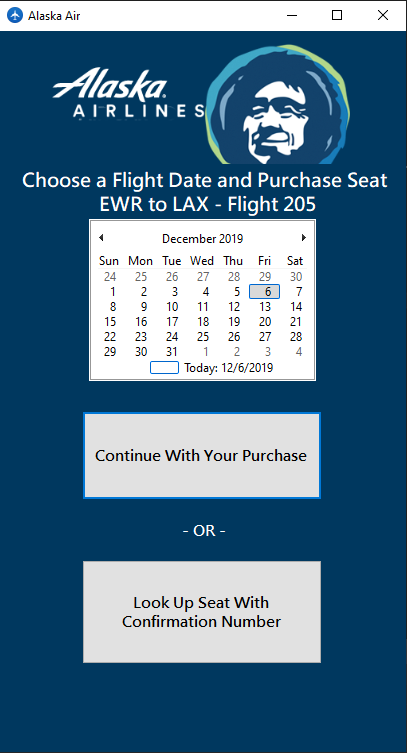 Alaska Air
Alaska.
AIRLINES
Choose a Flight Date and Purchase Seat
EWR to LAX - Flight 205
December 2019
Sun Mon Tue Wed Thu Fri Sat
24 25 26 27 28 29 30
1 2 3 4 5 6 7
8 9 10 11 12 13 14
15 16 17 18 19 20 21
22 23 24 25 26 27 28
29 30 31 1 2 3 4
Today: 12/6/2019
Continue With Your Purchase
- OR -
Look Up Seat With
Confirmation Number